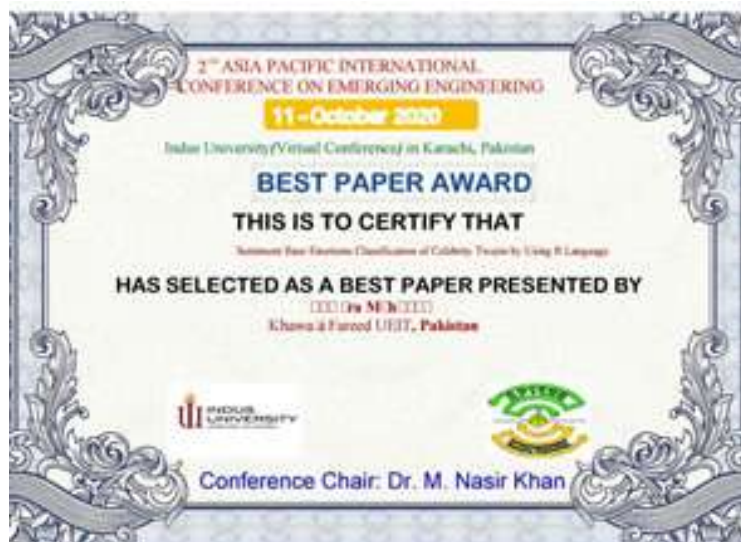 2nd ASIA PACIFIC INTERNATIONAL
CONFERENCE ON EMERGING ENGINEERING
11-October 2020
Indus University(Virtual Conference) in Karachi, Pakistan
BEST PAPER AWARD
THIS IS TO CERTIFY THAT
Sentiment Base Emotions Classification of Celebrity Tweets by Using R Language
HAS SELECTED AS A BEST PAPER PRESENTED BY
Fareed UEIT, Pakistan
INDUS
UNIVERSITY
Conference Chair: Dr. M. Nasir Khan